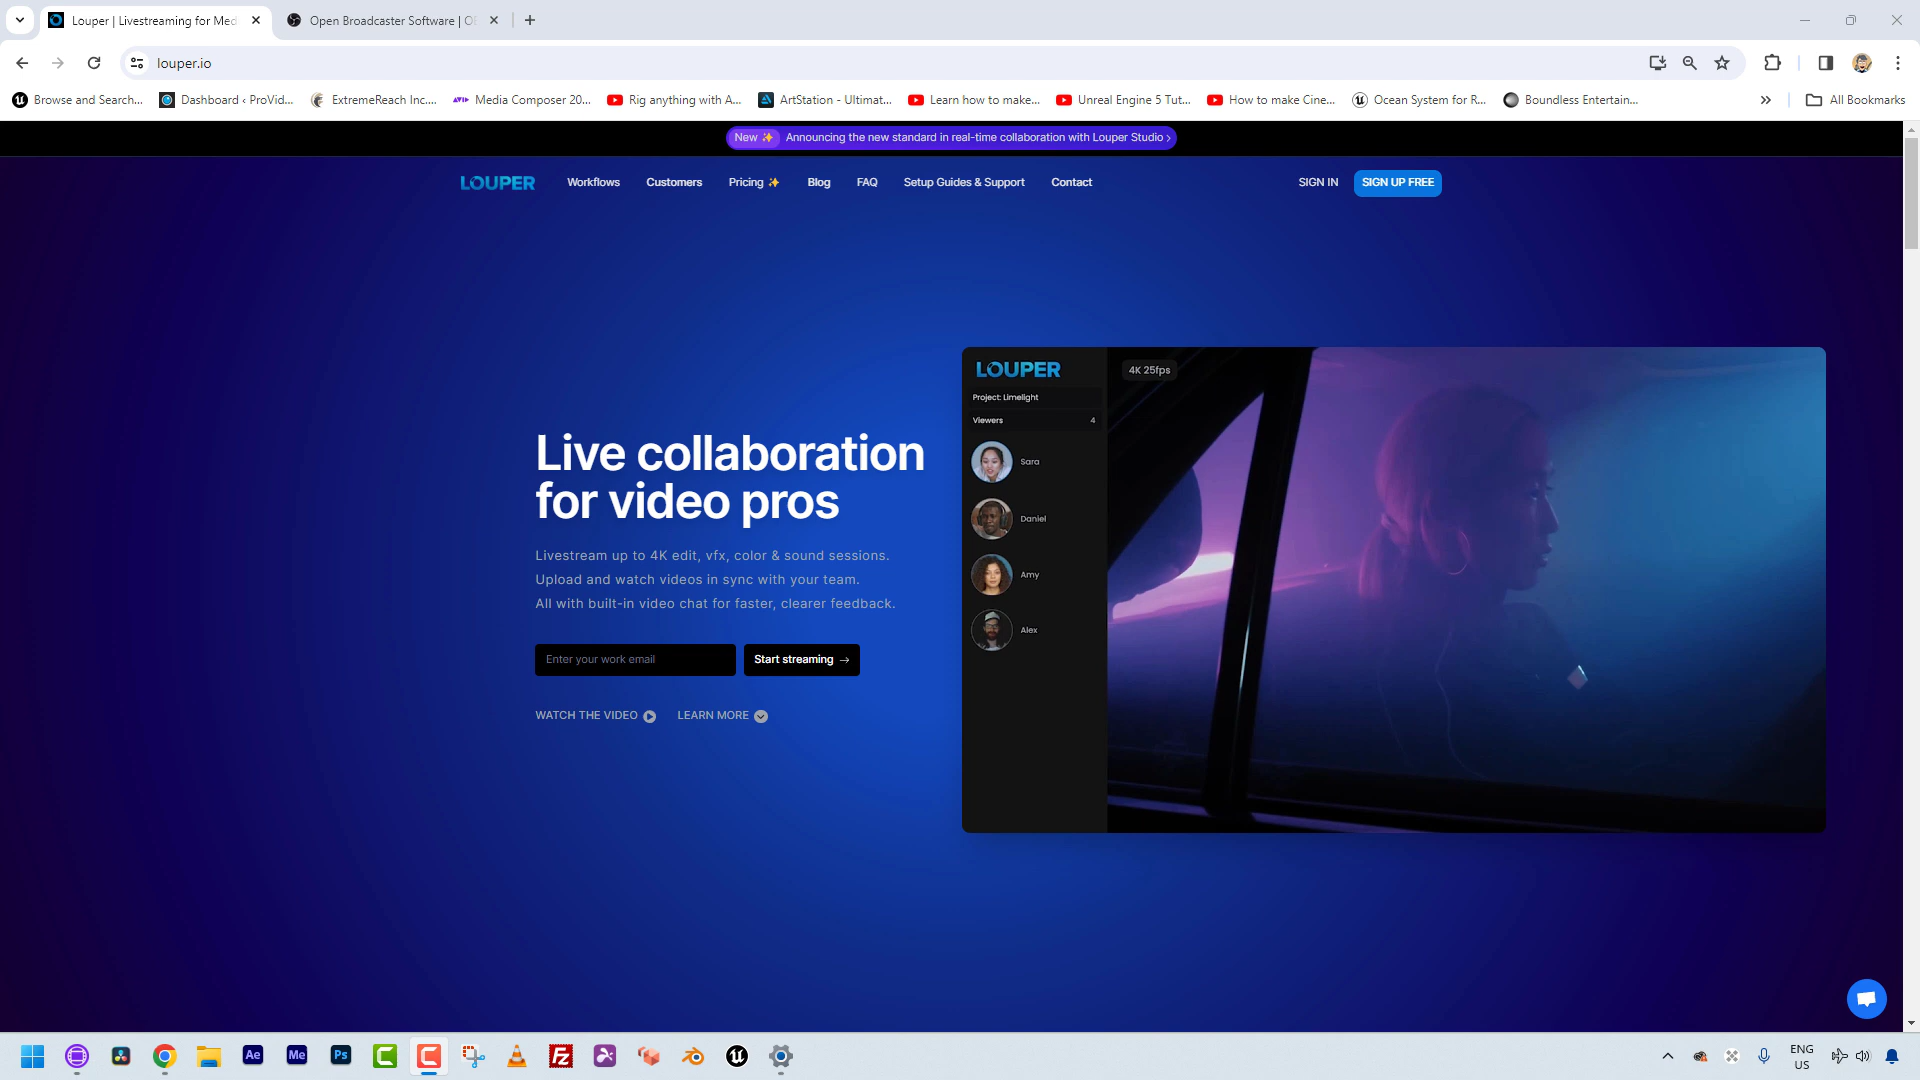 Louper | Livestreaming for Med
Open Broadcaster Software | O
louper.io
Browse and Search...
Dashboard ‹ ProVid...
ExtremeReach Inc....
Media Composer 20...
Rig anything with A...
ArtStation - Ultimat...
Learn how to make...
Unreal Engine 5 Tut...
How to make Cine...
Ocean System for R...
Boundless Entertain...
All Bookmarks
New ✨ Announcing the new standard in real-time collaboration with Louper Studio ›
LOUPER
Workflows
Customers
Pricing ✨
Blog
FAQ
Setup Guides & Support
Contact
SIGN IN
SIGN UP FREE
Live collaboration
for video pros
Livestream up to 4K edit, vfx, color & sound sessions.
Upload and watch videos in sync with your team.
All with built-in video chat for faster, clearer feedback.
Enter your work email
Start streaming →
WATCH THE VIDEO
LEARN MORE
LOUPER
4K 25fps
Project: Limelight
Viewers 4
Sara
Daniel
Amy
Alex
Ae
Me
Ps
ENG
US